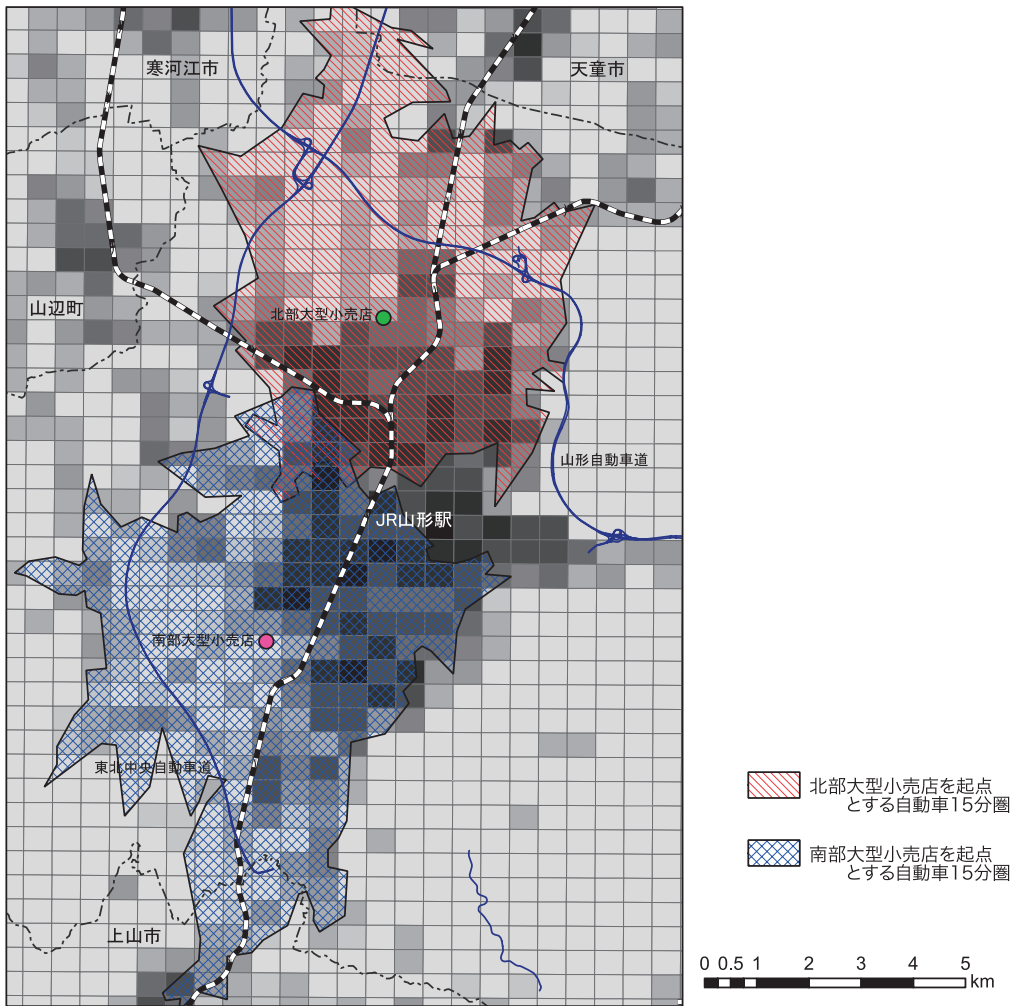 寒河江市
天童市
山辺町
北部大型小売店
山形自動車道
JR山形駅
南部大型小売店
東北中央自動車道
上山市
北部大型小売店を起点
とする自動車15分圏
南部大型小売店を起点
とする自動車15分圏
0 0.5 1 2 3 4 5
km